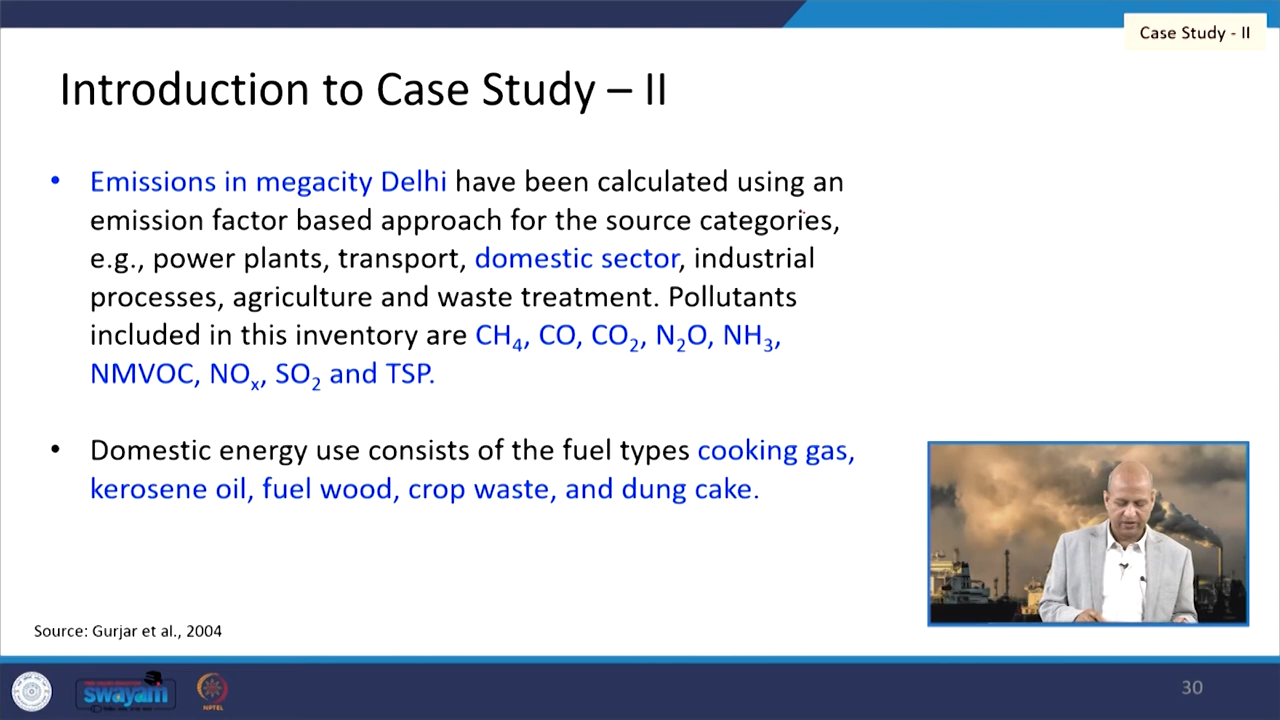 Case Study - II
Introduction to Case Study – II
• Emissions in megacity Delhi have been calculated using an
emission factor based approach for the source categories,
e.g., power plants, transport, domestic sector, industrial
processes, agriculture and waste treatment. Pollutants
included in this inventory are CH₄, CO, CO₂, N₂O, NH₃,
NMVOC, NOₓ, SO₂ and TSP.
• Domestic energy use consists of the fuel types cooking gas,
kerosene oil, fuel wood, crop waste, and dung cake.
Source: Gurjar et al., 2004
swayam
NPTEL
30